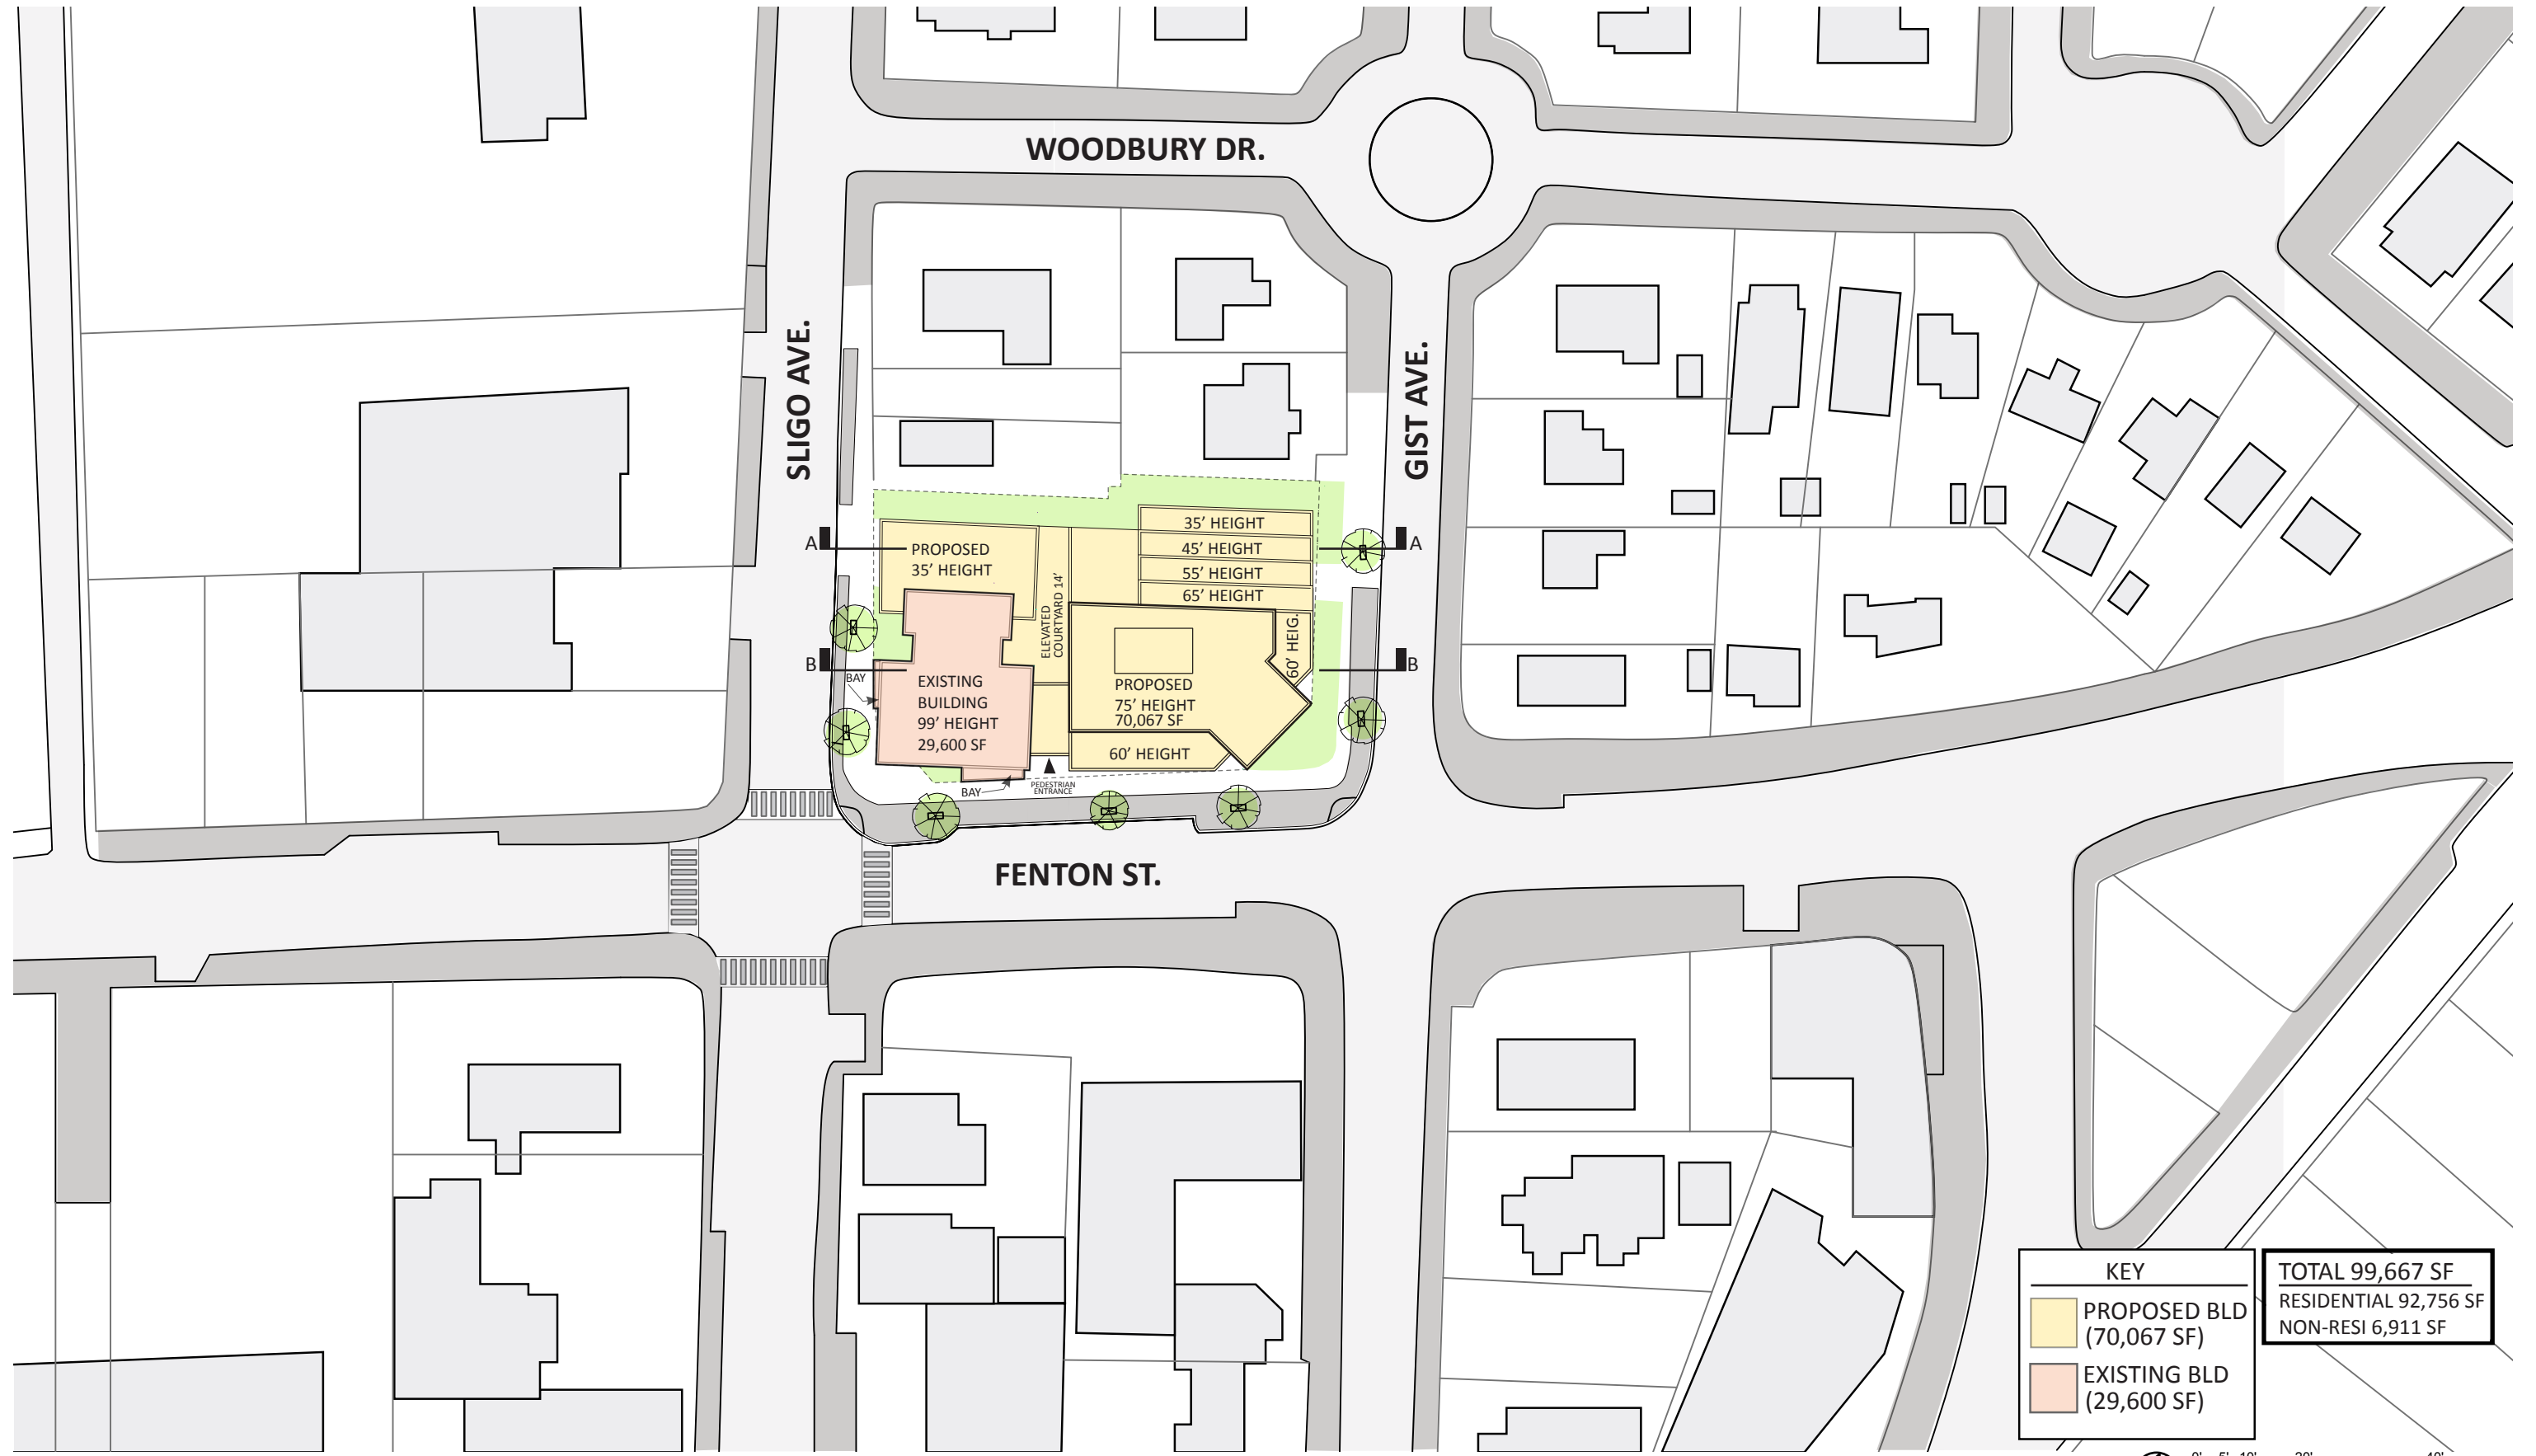 WOODBURY DR.
SLIGO AVE.
GIST AVE.
35’ HEIGHT
A
PROPOSED
35’ HEIGHT
45’ HEIGHT
A
55’ HEIGHT
65’ HEIGHT
ELEVATED
COURTYARD 14’
60’ HEIG.
B
B
BAY
EXISTING
BUILDING
99’ HEIGHT
29,600 SF
PROPOSED
75’ HEIGHT
70,067 SF
60’ HEIGHT
BAY
PEDESTRIAN
ENTRANCE
FENTON ST.
KEY
PROPOSED BLD
(70,067 SF)
EXISTING BLD
(29,600 SF)
TOTAL 99,667 SF
RESIDENTIAL 92,756 SF
NON-RESI 6,911 SF